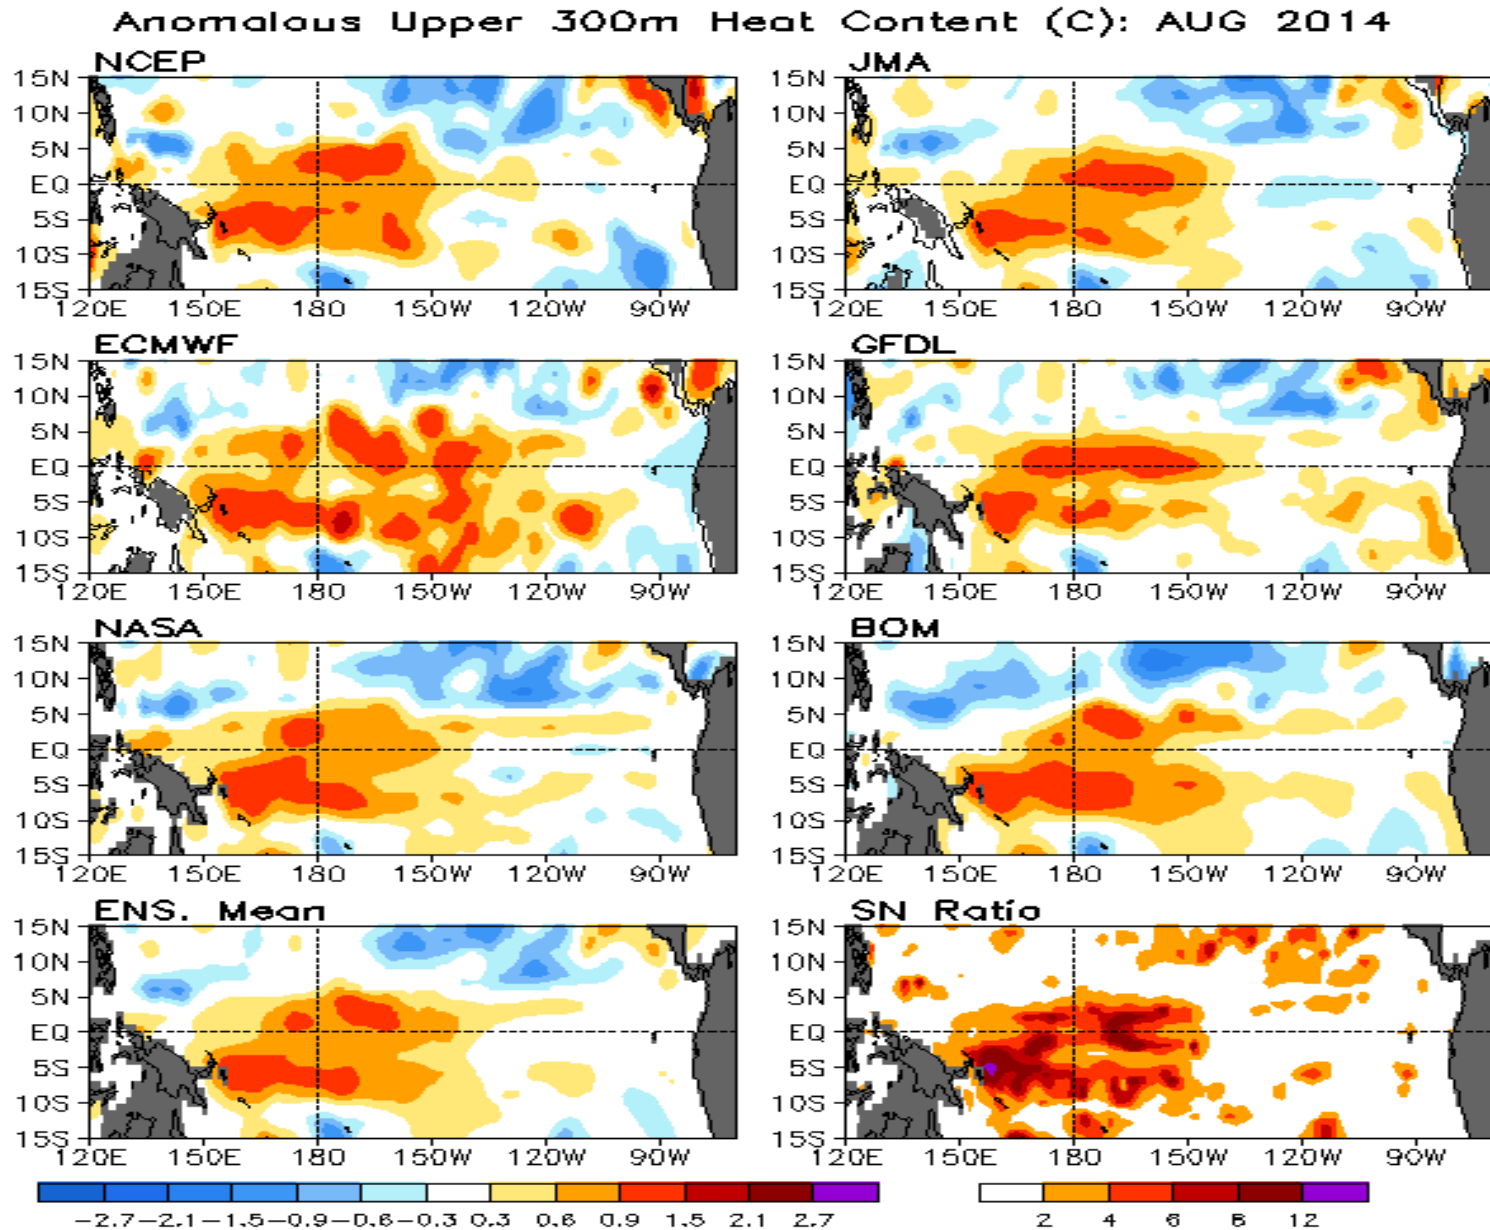 Anomalous Upper 300m Heat Content (C): AUG 2014
NCEP
15N
10N
5N
EQ
5S
10S
15S
120E 150E 180 150W 120W 90W
JMA
15N
10N
5N
EQ
5S
10S
15S
120E 150E 180 150W 120W 90W
ECMWF
15N
10N
5N
EQ
5S
10S
15S
120E 150E 180 150W 120W 90W
GFDL
15N
10N
5N
EQ
5S
10S
15S
120E 150E 180 150W 120W 90W
NASA
15N
10N
5N
EQ
5S
10S
15S
120E 150E 180 150W 120W 90W
BOM
15N
10N
5N
EQ
5S
10S
15S
120E 150E 180 150W 120W 90W
ENS. Mean
15N
10N
5N
EQ
5S
10S
15S
120E 150E 180 150W 120W 90W
SN Ratio
15N
10N
5N
EQ
5S
10S
15S
120E 150E 180 150W 120W 90W
-2.7 -2.1 -1.5 -0.9 -0.6 -0.3 0.3 0.6 0.9 1.5 2.1 2.7
2 4 6 8 12